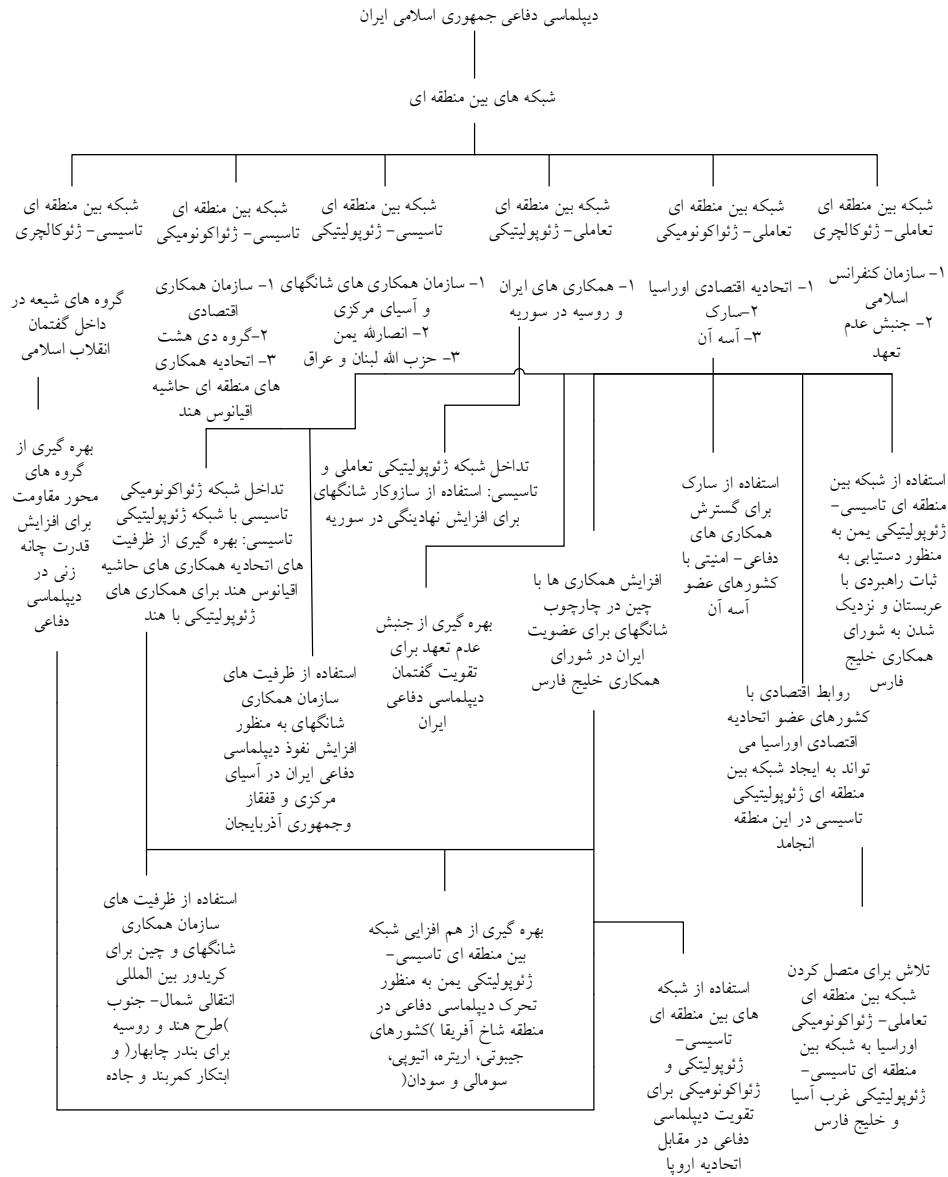 دیپلماسی دفاعی جمهوری اسلامی ایران
شبکه های بین منطقه ای
شبکه بین منطقه ای
تعاملی- ژئوکالچری
شبکه بین منطقه ای
تعاملی- ژئواکونومیکی
شبکه بین منطقه ای
تعاملی- ژئوپولیتیکی
شبکه بین منطقه ای
تاسیسی- ژئوپولیتیکی
شبکه بین منطقه ای
تاسیسی- ژئواکونومیکی
شبکه بین منطقه ای
تاسیسی- ژئوکالچری
۱- سازمان کنفرانس
اسلامی
۲- جنبش عدم
تعهد
۱- اتحادیه اقتصادی اوراسیا
۲-سارک
۳- آسه آن
۱- همکاری های ایران
و روسیه در سوریه
۱- سازمان همکاری های شانگهای
و آسیای مرکزی
۲- انصارلله یمن
۳- حزب الله لبنان و عراق
۱- سازمان همکاری
اقتصادی
۲-گروه دی هشت
۳- اتحادیه همکاری
های منطقه ای حاشیه
اقیانوس هند
گروه های شیعه در
داخل گفتمان
انقلاب اسلامی
استفاده از شبکه بین
منطقه ای تاسیسی-
ژئوپولیتیکی یمن به
منظور دستیابی به
ثبات راهبردی با
عربستان و نزدیک
شدن به شورای
همکاری خلیج
فارس
استفاده از سارک
برای گسترش
همکاری های
دفاعی- امنیتی با
کشورهای عضو
آسه آن
تداخل شبکه ژئوپولیتیکی تعاملی و
تاسیسی: استفاده از سازوکار شانگهای
برای افزایش نهادینگی در سوریه
تداخل شبکه ژئواکونومیکی
تاسیسی با شبکه ژئوپولیتیکی
تاسیسی: بهره گیری از ظرفیت
های اتحادیه همکاری های حاشیه
اقیانوس هند برای همکاری های
ژئوپولیتیکی با هند
بهره گیری از
گروه های
محور مقاومت
برای افزایش
قدرت چانه
زنی در
دیپلماسی
دفاعی
افزایش همکاری ها با
چین در چارچوب
شانگهای برای عضویت
ایران در شورای
همکاری خلیج فارس
بهره گیری از جنبش
عدم تعهد برای
تقویت گفتمان
دیپلماسی دفاعی
ایران
استفاده از ظرفیت های
سازمان همکاری
شانگهای به منظور
افزایش نفوذ دیپلماسی
دفاعی ایران در آسیای
مرکزی و قفقاز
وجمهوری آذربایجان
روابط اقتصادی با
کشورهای عضو اتحادیه
اقتصادی اوراسیا می
تواند به ایجاد شبکه بین
منطقه ای ژئوپولیتیکی
تاسیسی در این منطقه
انجامد
تلاش برای متصل کردن
شبکه بین منطقه ای
تعاملی- ژئواکونومیکی
اوراسیا به شبکه بین
منطقه ای تاسیسی-
ژئوپولیتیکی غرب آسیا
و خلیج فارس
استفاده از شبکه
های بین منطقه ای
تاسیسی-
ژئوپولیتکی و
ژئواکونومیکی برای
تقویت دیپلماسی
دفاعی در مقابل
اتحادیه اروپا
بهره گیری از هم افزایی شبکه
بین منطقه ای تاسیسی-
ژئوپولیتکی یمن به منظور
تحرک دیپلماسی دفاعی در
منطقه شاخ آفریقا )کشورهای
جیبوتی، اریتره، اتیوپی،
سومالی و سودان(
استفاده از ظرفیت های
سازمان همکاری
شانگهای و چین برای
کریدور بین المللی
انتقالی شمال- جنوب
)طرح هند و روسیه
برای بندر چابهار( و
ابتکار کمربند و جاده